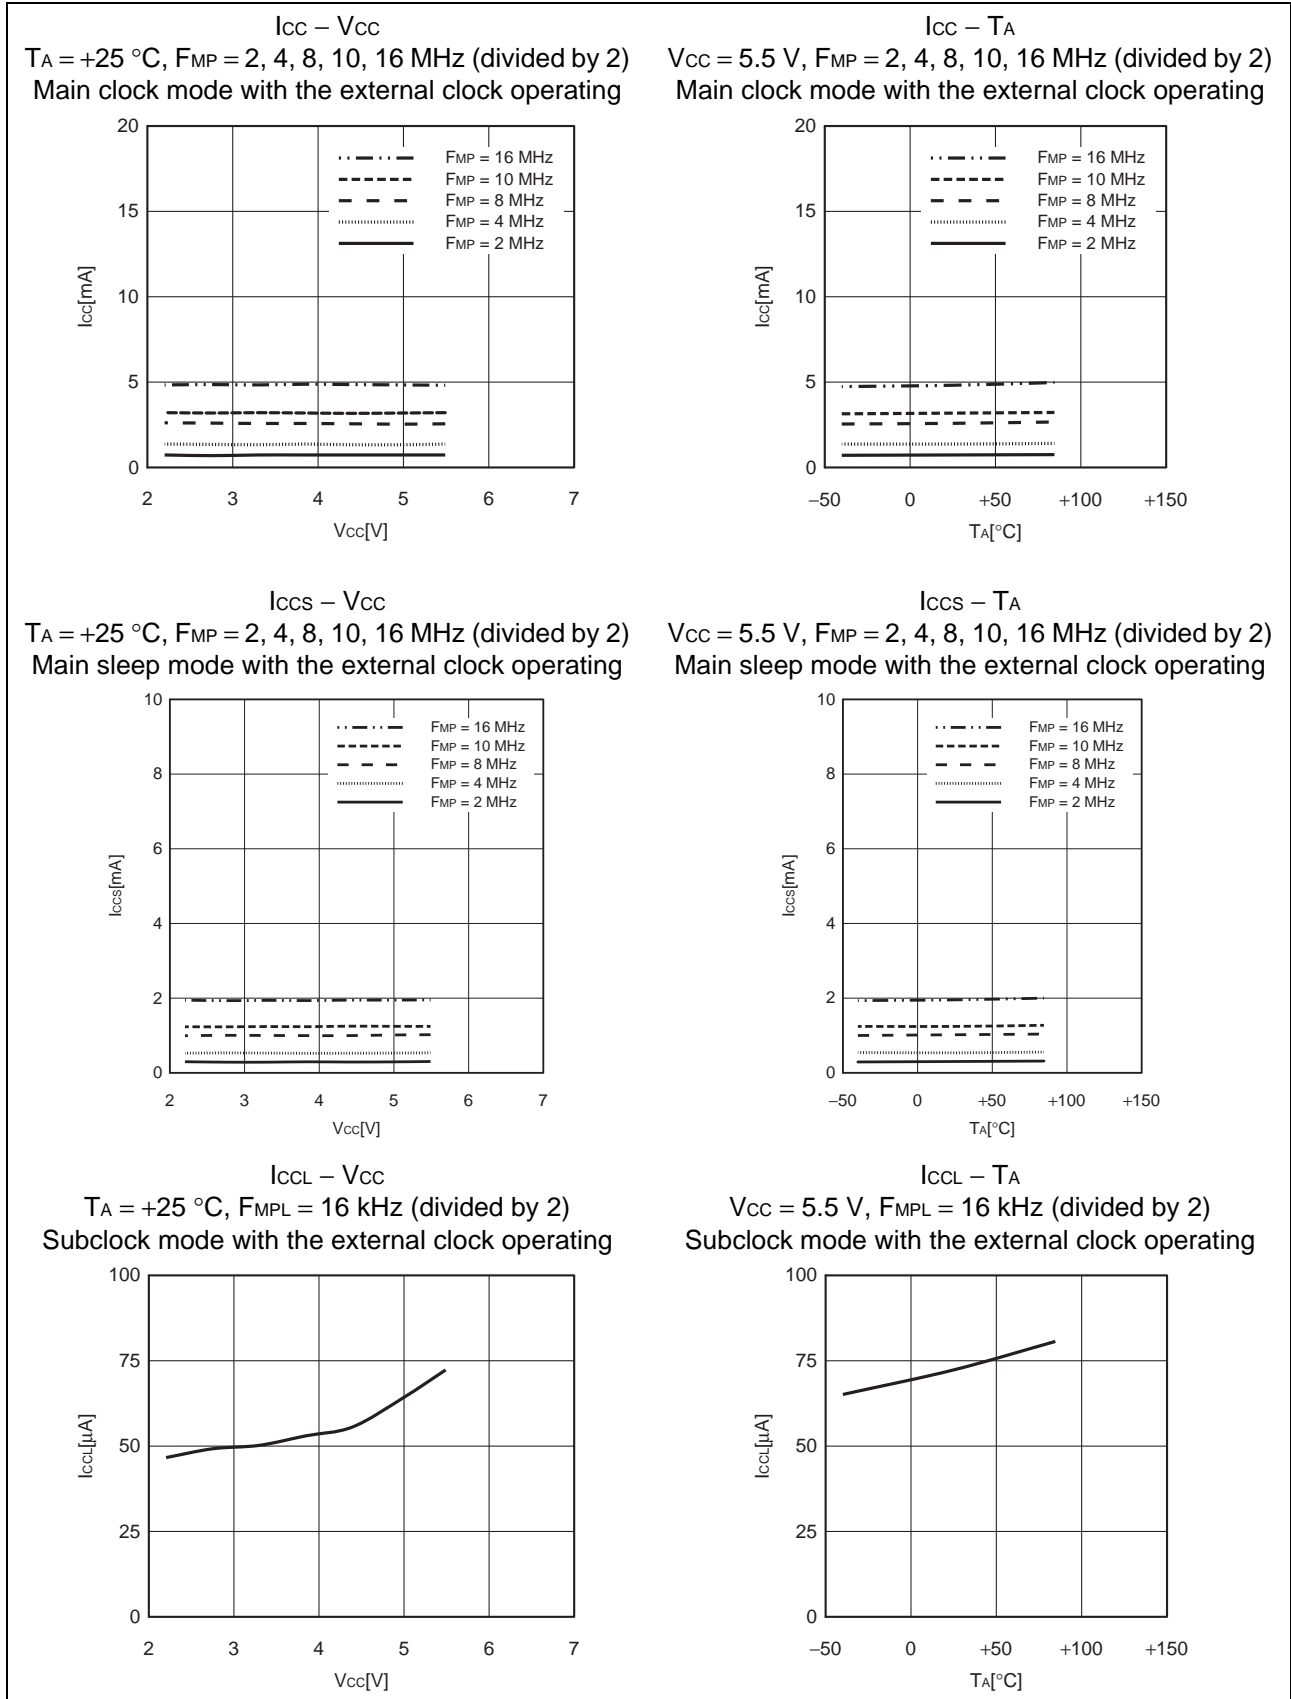 ICC − VCC
TA = +25 °C, FMP = 2, 4, 8, 10, 16 MHz (divided by 2)
Main clock mode with the external clock operating
20
15
10
5
0
ICC[mA]
FMP = 16 MHz
FMP = 10 MHz
FMP = 8 MHz
FMP = 4 MHz
FMP = 2 MHz
2 3 4 5 6 7
VCC[V]
ICC − TA
VCC = 5.5 V, FMP = 2, 4, 8, 10, 16 MHz (divided by 2)
Main clock mode with the external clock operating
20
15
10
5
0
ICC[mA]
FMP = 16 MHz
FMP = 10 MHz
FMP = 8 MHz
FMP = 4 MHz
FMP = 2 MHz
−50 0 +50 +100 +150
TA[°C]
ICCS − VCC
TA = +25 °C, FMP = 2, 4, 8, 10, 16 MHz (divided by 2)
Main sleep mode with the external clock operating
10
8
6
4
2
0
ICCS[mA]
FMP = 16 MHz
FMP = 10 MHz
FMP = 8 MHz
FMP = 4 MHz
FMP = 2 MHz
2 3 4 5 6 7
VCC[V]
ICCS − TA
VCC = 5.5 V, FMP = 2, 4, 8, 10, 16 MHz (divided by 2)
Main sleep mode with the external clock operating
10
8
6
4
2
0
ICCS[mA]
FMP = 16 MHz
FMP = 10 MHz
FMP = 8 MHz
FMP = 4 MHz
FMP = 2 MHz
−50 0 +50 +100 +150
TA[°C]
ICCL − VCC
TA = +25 °C, FMPL = 16 kHz (divided by 2)
Subclock mode with the external clock operating
100
75
50
25
0
ICCL[µA]
2 3 4 5 6 7
VCC[V]
ICCL − TA
VCC = 5.5 V, FMPL = 16 kHz (divided by 2)
Subclock mode with the external clock operating
100
75
50
25
0
ICCL[µA]
−50 0 +50 +100 +150
TA[°C]